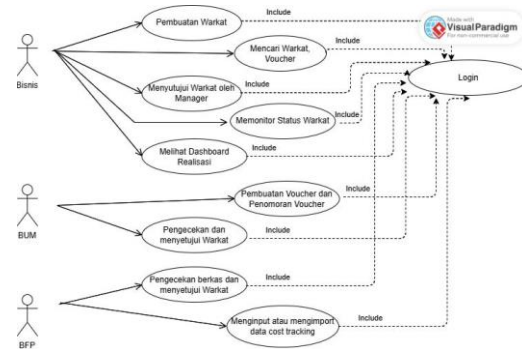 Pembuatan Warkat
Include
Made with
Visual Paradigm
For non-commercial use
Bisnis
Mencari Warkat,
Voucher
Include
Login
Menyutujui Warkat oleh
Manager
Include
Memonitor Status Warkat
Include
Melihat Dashboard
Realisasi
Include
BUM
Pembuatan Voucher dan
Penomoran Voucher
Include
Pengecekan dan
menyetujui Warkat
Include
BFP
Pengecekan berkas dan
menyetujui Warkat
Include
Menginput atau mengimport
data cost tracking
Include